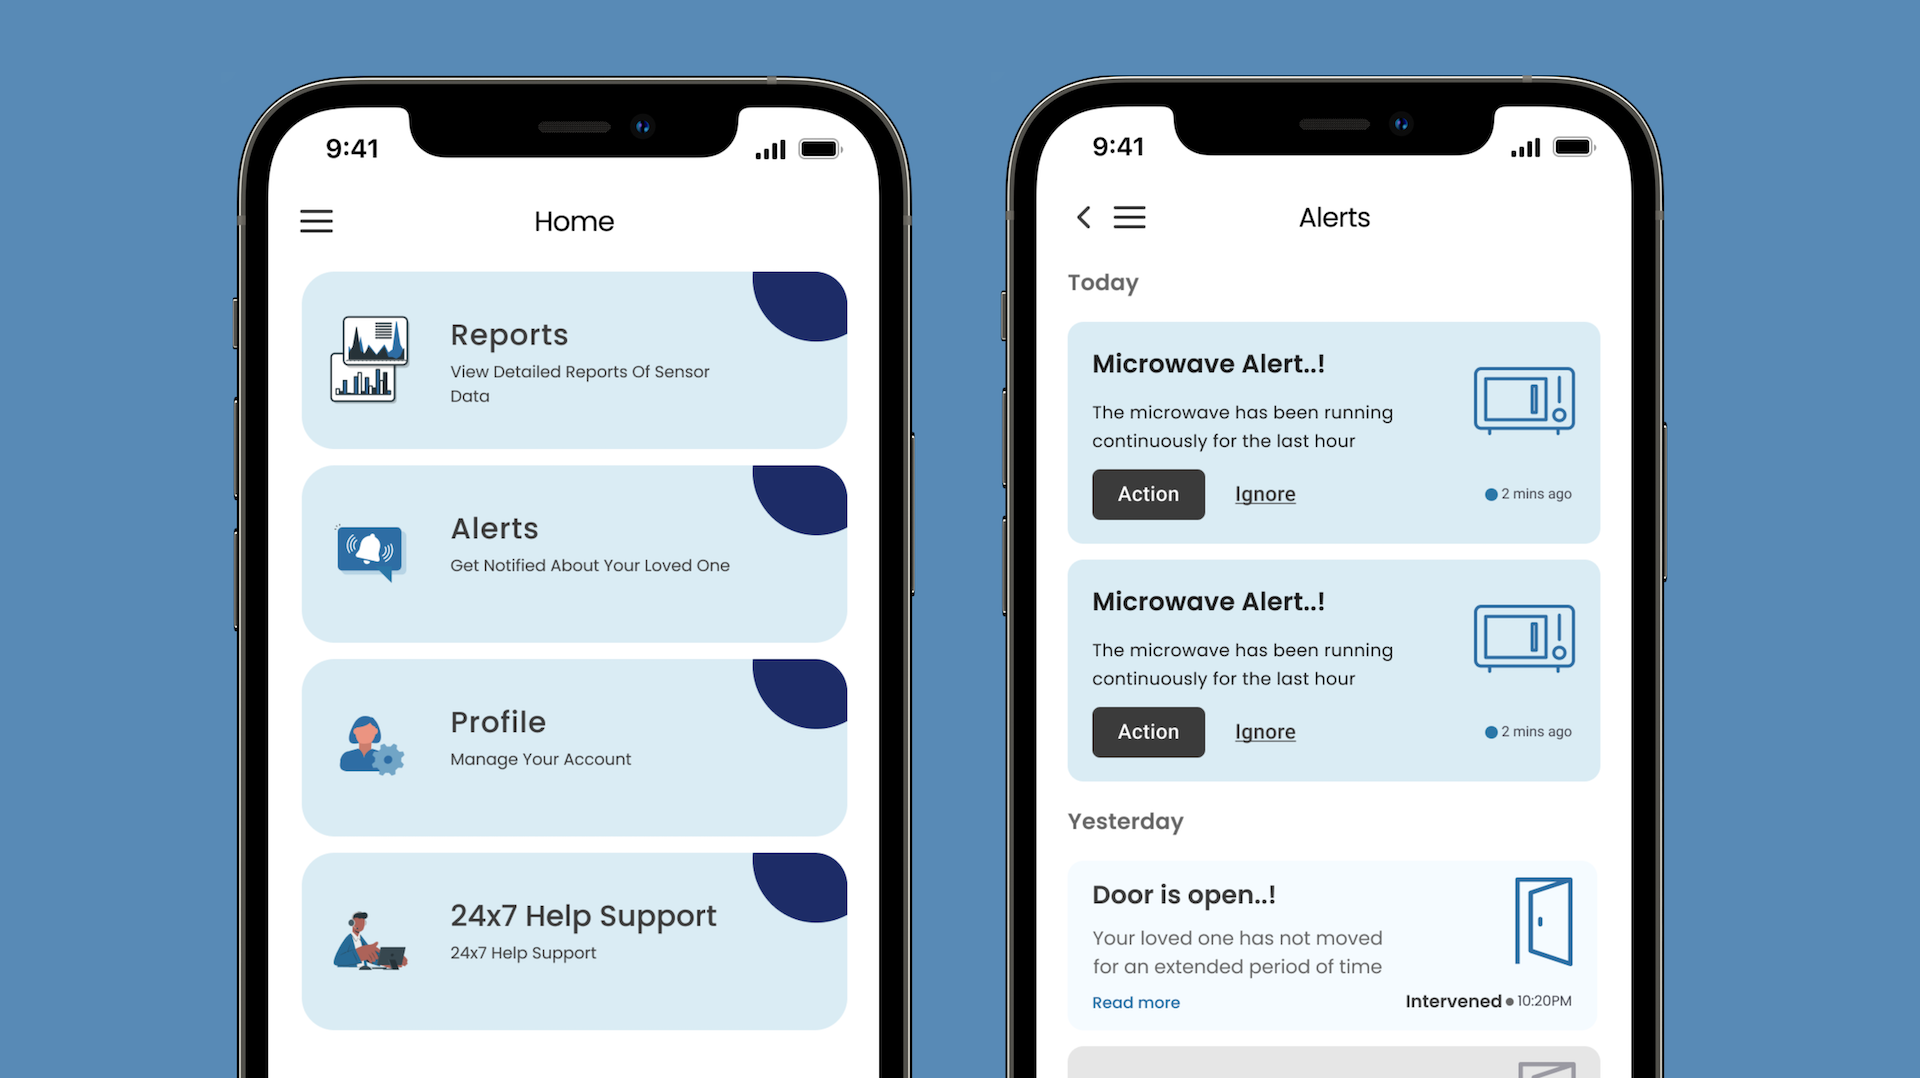 9:41
Home
Reports
View Detailed Reports Of Sensor
Data
Alerts
Get Notified About Your Loved One
Profile
Manage Your Account
24x7 Help Support
24x7 Help Support
9:41
Alerts
Today
Microwave Alert..!
The microwave has been running
continuously for the last hour
Action Ignore 2 mins ago
Microwave Alert..!
The microwave has been running
continuously for the last hour
Action Ignore 2 mins ago
Yesterday
Door is open..!
Your loved one has not moved
for an extended period of time
Read more Intervened 10:20PM